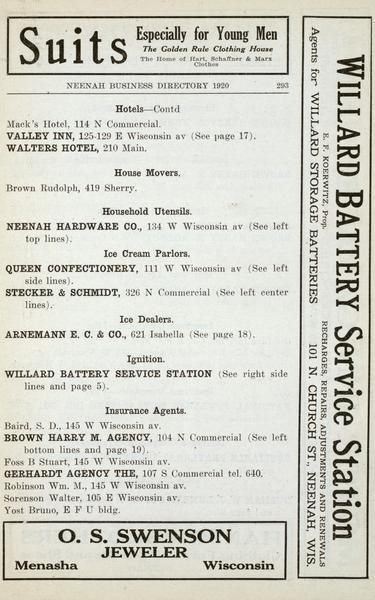 Suits
Especially for Young Men
The Golden Rule Clothing House
The Home of Hart, Schaffner & Marx
Clothes
NEENAH BUSINESS DIRECTORY 1920 293
Hotels—Contd
Mack's Hotel, 114 N Commercial.
VALLEY INN, 125-129 E Wisconsin av (See page 17).
WALTERS HOTEL, 210 Main.
House Movers.
Brown Rudolph, 419 Sherry.
Household Utensils.
NEENAH HARDWARE CO., 134 W Wisconsin av (See left
top lines).
Ice Cream Parlors.
QUEEN CONFECTIONERY, 111 W Wisconsin av (See left
side lines).
STECKER & SCHMIDT, 326 N Commercial (See left center
lines).
Ice Dealers.
ARNEMANN E. C. & CO., 621 Isabella (See page 18).
Ignition.
WILLARD BATTERY SERVICE STATION (See right side
lines and page 5).
Insurance Agents.
Baird, S. D., 145 W Wisconsin av.
BROWN HARRY M. AGENCY, 104 N Commercial (See left
bottom lines and page 19).
Foss B Stuart, 145 W Wisconsin av.
GERHARDT AGENCY THE, 107 S Commercial tel. 640.
Robinson Wm. M., 145 W Wisconsin av.
Sorenson Walter, 105 E Wisconsin av.
Yost Bruno, E F U bldg.
O. S. SWENSON
JEWELER
Menasha Wisconsin
WILLARD BATTERY Service Station
E. F. KOERWITZ, Prop. RECHARGES, REPAIRS, ADJUSTMENTS AND RENEWALS
Agents for WILLARD STORAGE BATTERIES 101 N. CHURCH ST., NEENAH, WIS.